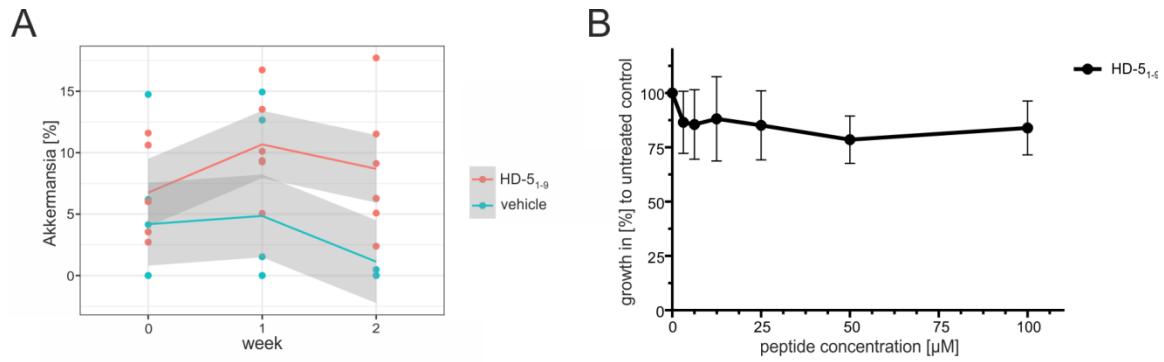 A
Akkermansia [%]
15
10
5
0
0
1
2
week
HD-5₁₋₉
vehicle
B
growth in [%] to untreated control
100
75
50
25
0
0
25
50
75
100
peptide concentration [µM]
HD-5₁₋₉